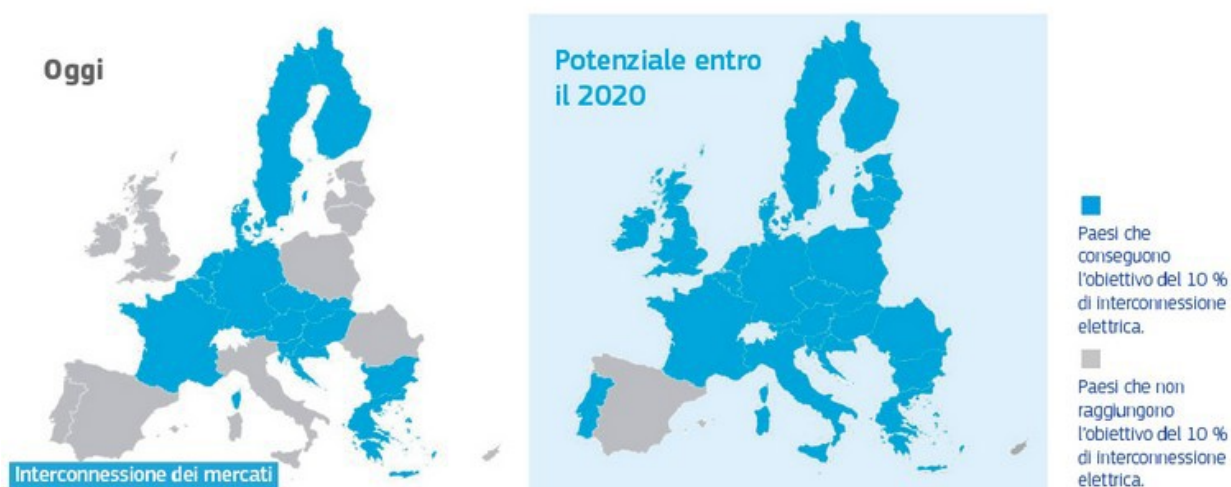 Oggi
Potenziale entro
il 2020
Interconnessione dei mercati
Paesi che
conseguono
l'obiettivo del 10 %
di interconnessione
elettrica.
Paesi che non
raggiungono
l'obiettivo del 10 %
di interconnessione
elettrica.